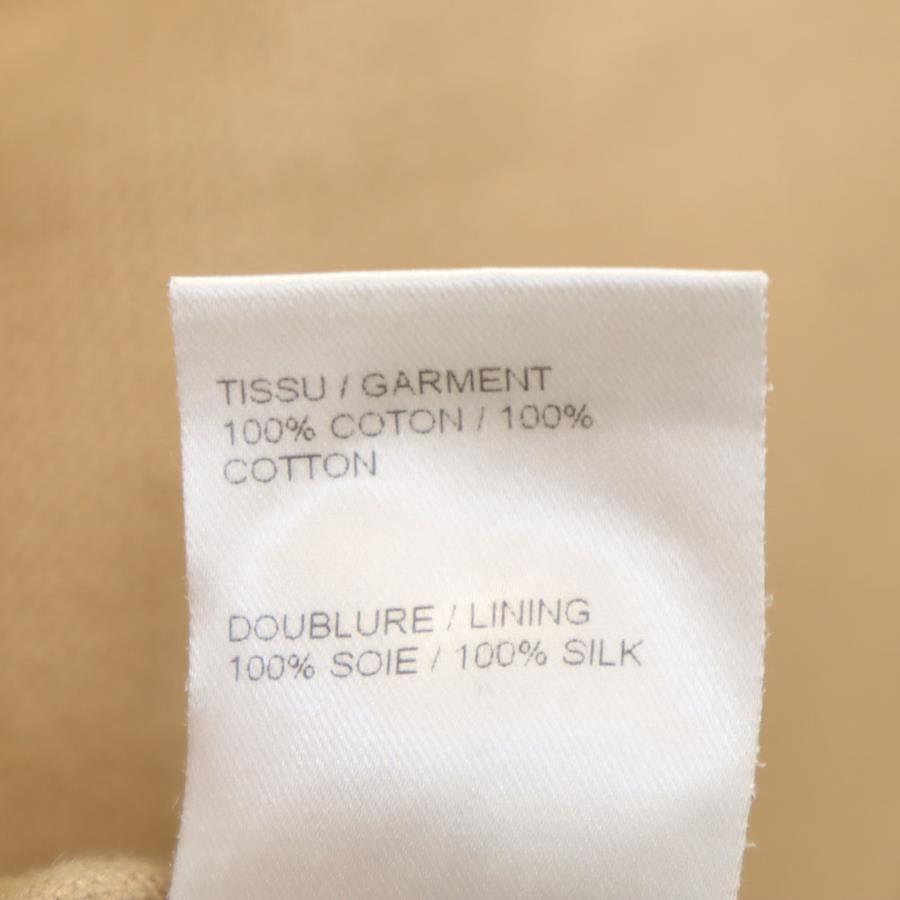 TISSU / GARMENT
100% COTON / 100%
COTTON
DOUBLURE / LINING
100% SOIE / 100% SILK